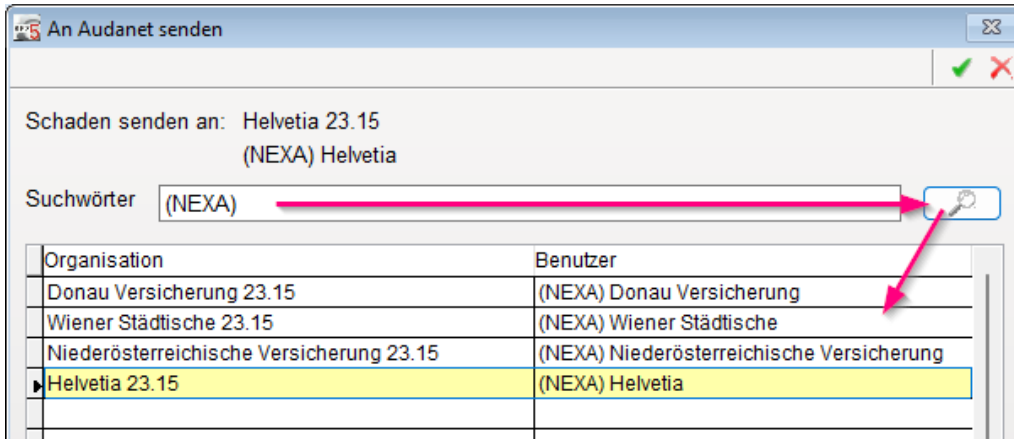 An Audanet senden
Schaden senden an: Helvetia 23.15
(NEXA) Helvetia
Suchwörter (NEXA)
Organisation Benutzer
Donau Versicherung 23.15 (NEXA) Donau Versicherung
Wiener Städtische 23.15 (NEXA) Wiener Städtische
Niederösterreichische Versicherung 23.15 (NEXA) Niederösterreichische Versicherung
Helvetia 23.15 (NEXA) Helvetia